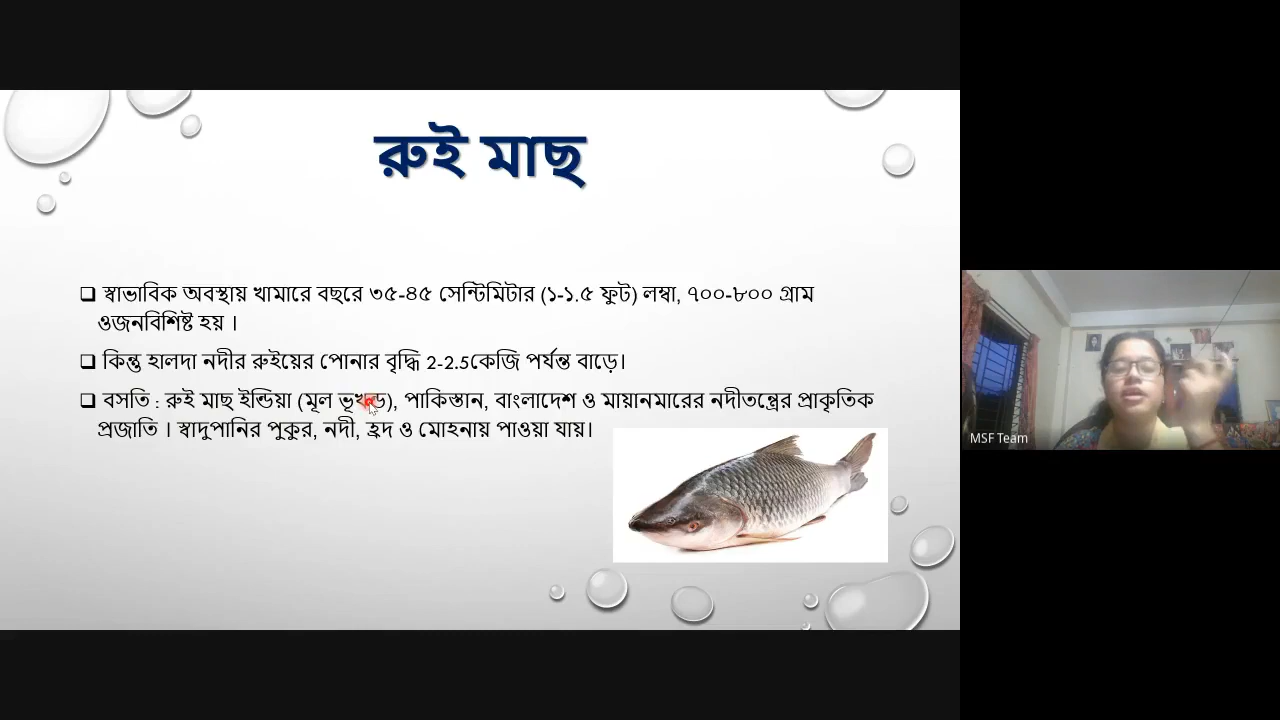 রুই মাছ
❑ স্বাভাবিক অবস্থায় খামারে বছরে ৩৫-৪৫ সেন্টিমিটার (১-১.৫ ফুট) লম্বা, ৭০০-৮০০ গ্রাম
ওজনবিশিষ্ট হয় ।
❑ কিন্তু হালদা নদীর রুইয়ের পোনার বৃদ্ধি 2-2.5কেজি পর্যন্ত বাড়ে।
❑ বসতি : রুই মাছ ইন্ডিয়া (মূল ভূখন্ড), পাকিস্তান, বাংলাদেশ ও মায়ানমারের নদীতন্ত্রের প্রাকৃতিক
প্রজাতি । স্বাদুপানির পুকুর, নদী, হ্রদ ও মোহনায় পাওয়া যায়।
MSF Team